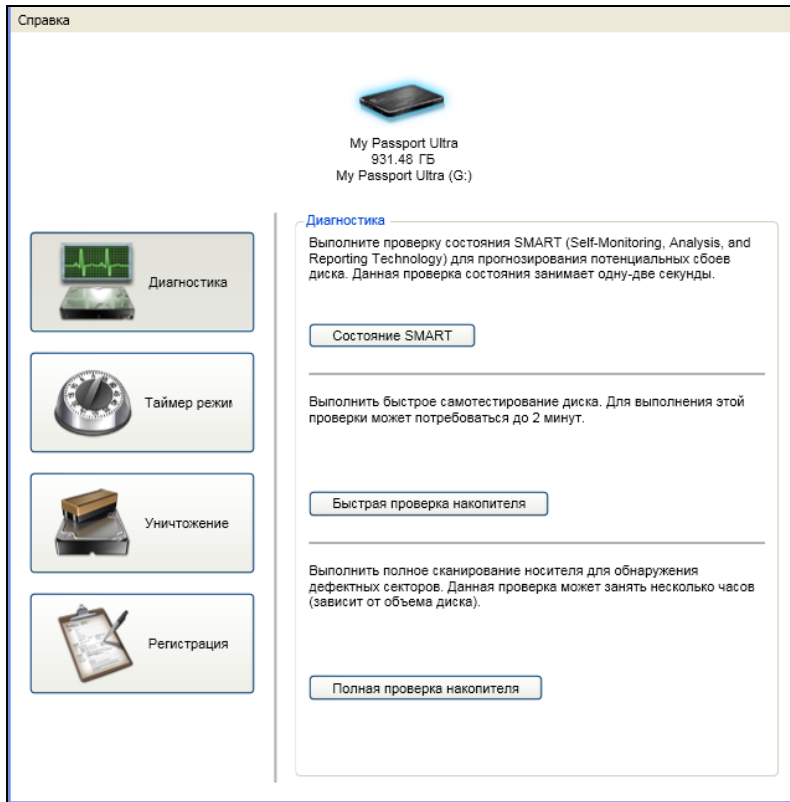 Справка
My Passport Ultra
931.48 ГБ
My Passport Ultra (G:)
Диагностика
Таймер режи
Уничтожение
Регистрация
Диагностика
Выполните проверку состояния SMART (Self-Monitoring, Analysis, and
Reporting Technology) для прогнозирования потенциальных сбоев
диска. Данная проверка состояния занимает одну-две секунды.
Состояние SMART
Выполнить быстрое самотестирование диска. Для выполнения этой
проверки может потребоваться до 2 минут.
Быстрая проверка накопителя
Выполнить полное сканирование носителя для обнаружения
дефектных секторов. Данная проверка может занять несколько часов
(зависит от объема диска).
Полная проверка накопителя